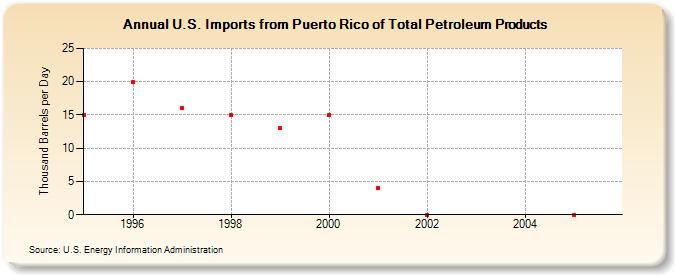 Annual U.S. Imports from Puerto Rico of Total Petroleum Products
Thousand Barrels per Day
25
20
15
10
5
0
1996 1998 2000 2002 2004
Source: U.S. Energy Information Administration